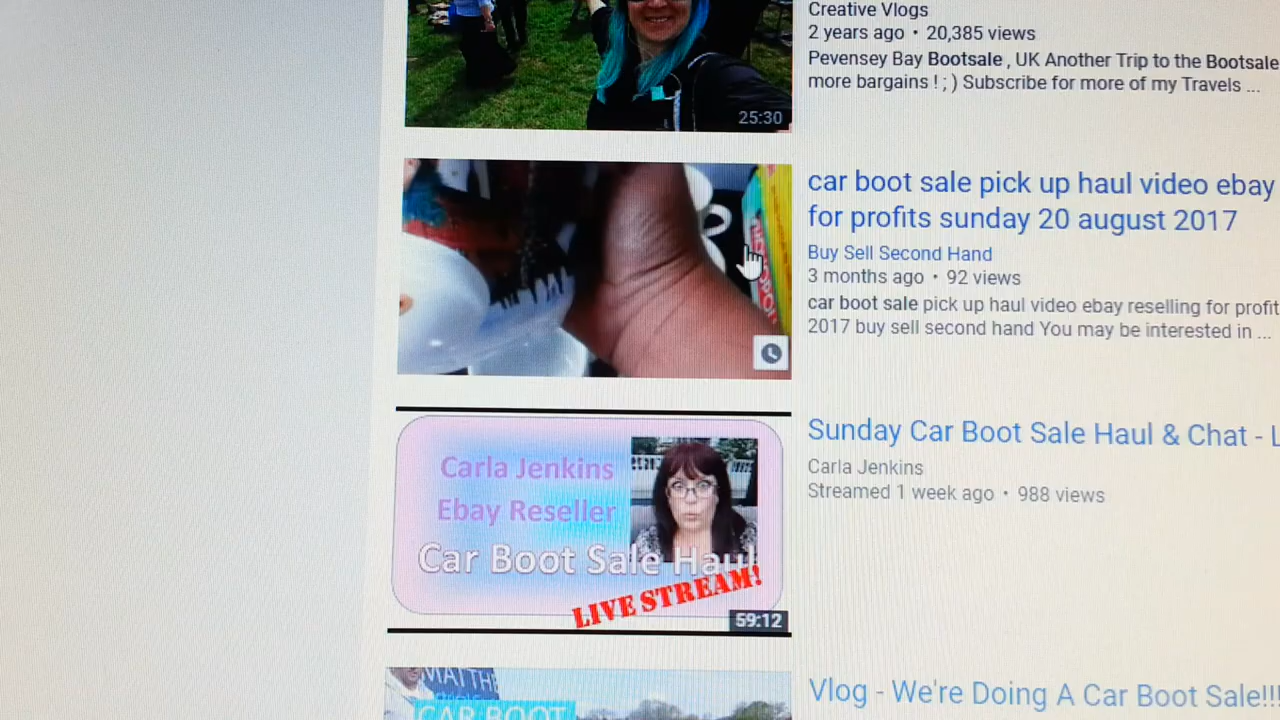 Creative Vlogs
2 years ago • 20,385 views
Pevensey Bay Bootsale , UK Another Trip to the Bootsale
more bargains ! ; ) Subscribe for more of my Travels ...
25:30
car boot sale pick up haul video ebay
for profits sunday 20 august 2017
Buy Sell Second Hand
3 months ago • 92 views
car boot sale pick up haul video ebay reselling for profit
2017 buy sell second hand You may be interested in ...
Carla Jenkins
Ebay Reseller
Car Boot Sale Haul
LIVE STREAM!
59:12
Sunday Car Boot Sale Haul & Chat - L
Carla Jenkins
Streamed 1 week ago • 988 views
MATTH
CAR BOOT
Vlog - We're Doing A Car Boot Sale!!!